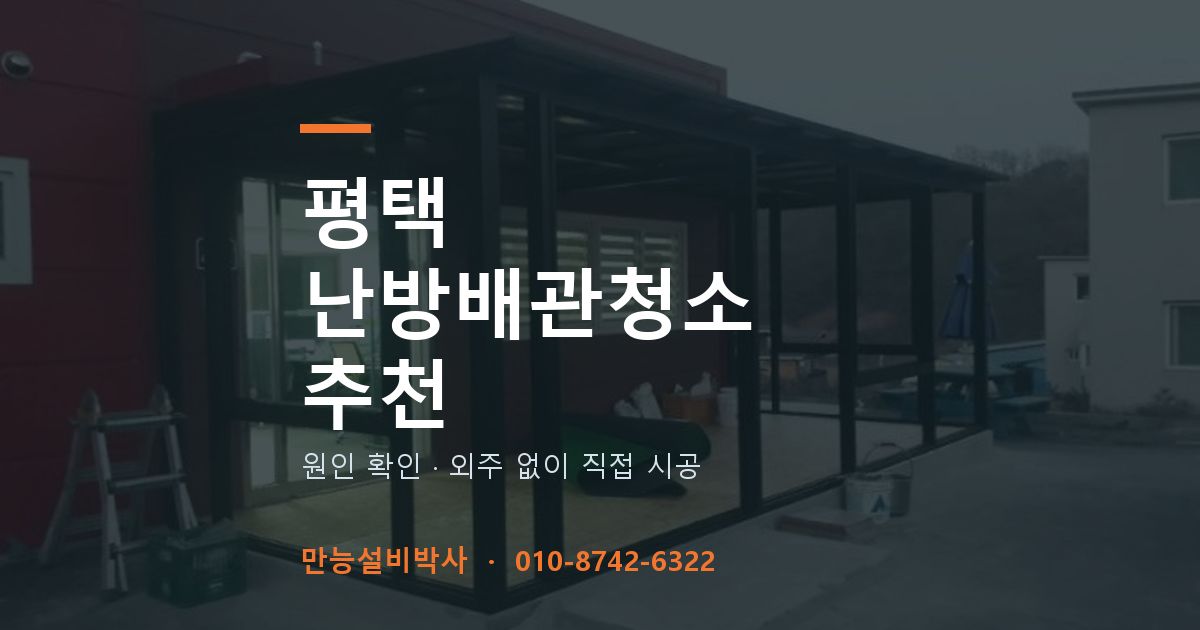 평택
난방배관청소
추천
원인 확인 · 외주 없이 직접 시공
만능설비박사 · 010-8742-6322